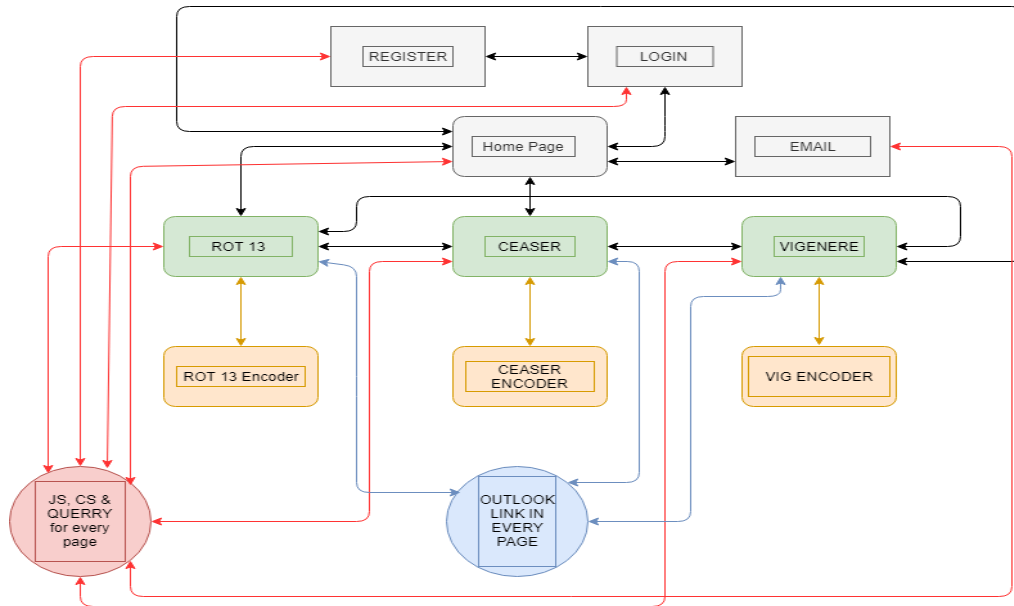 REGISTER
LOGIN
Home Page
EMAIL
ROT 13
CEASER
VIGENERE
ROT 13 Encoder
CEASER
ENCODER
VIG ENCODER
JS, CS &
QUERRY
for every
page
OUTLOOK
LINK IN
EVERY
PAGE